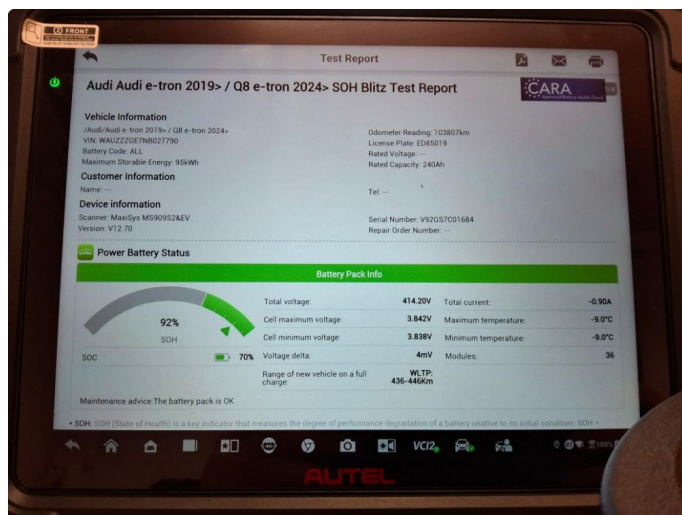 FRONT
Test Report
Audi Audi e-tron 2019> / Q8 e-tron 2024> SOH Blitz Test Report
CARA
Vehicle Information
/Audi/Audi e-tron 2019> / Q8 e-tron 2024>
VIN: WAUZZZGE7NB027790
Battery Code: ALL
Maximum Storable Energy: 95kWh
Odometer Reading: 103807km
License Plate: ED85019
Rated Voltage: --
Rated Capacity: 240Ah
Customer Information
Name: --
Tel: --
Device information
Scanner: MaxiSys MS909S2&EV
Version: V12.70
Serial Number: V92GS7C01684
Repair Order Number: --
Power Battery Status
Battery Pack Info
92%
SOH
SOC 70%
Total voltage: 414.20V Total current: -0.90A
Cell maximum voltage: 3.842V Maximum temperature: -9.0°C
Cell minimum voltage: 3.838V Minimum temperature: -9.0°C
Voltage delta: 4mV Modules: 36
Range of new vehicle on a full charge: WLTP: 436-446Km
Maintenance advice:The battery pack is OK
• SOH: SOH (State of Health) is a key indicator that measures the degree of performance degradation of a battery relative to its initial condition. SOH =
VCI2
100%
AUTEL